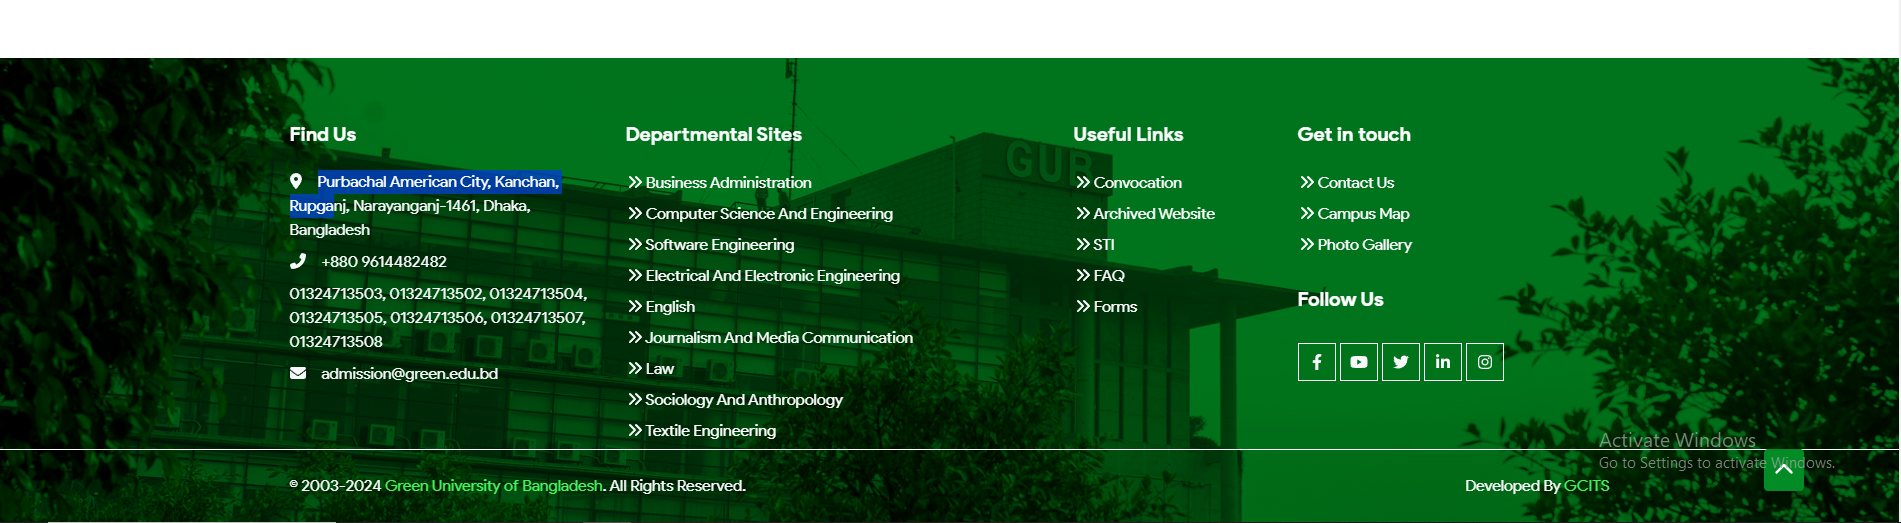 Find Us
Purbachal American City, Kanchan,
Rupganj, Narayanganj-1461, Dhaka,
Bangladesh
+880 9614482482
01324713503, 01324713502, 01324713504,
01324713505, 01324713506, 01324713507,
01324713508
admission@green.edu.bd
Departmental Sites
Business Administration
Computer Science And Engineering
Software Engineering
Electrical And Electronic Engineering
English
Journalism And Media Communication
Law
Sociology And Anthropology
Textile Engineering
GUB
Useful Links
Convocation
Archived Website
STI
FAQ
Forms
Get in touch
Contact Us
Campus Map
Photo Gallery
Follow Us
Activate Windows
Go to Settings to activate Windows.
© 2003-2024 Green University of Bangladesh. All Rights Reserved.
Developed By GCITS